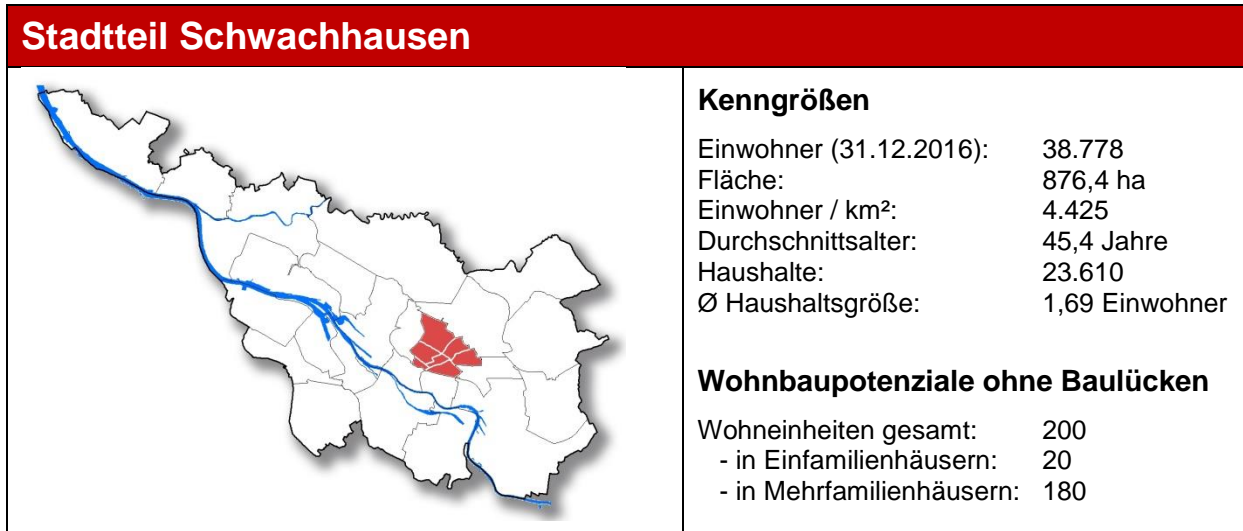 Stadtteil Schwachhausen
Kenngrößen
Einwohner (31.12.2016): 38.778
Fläche: 876,4 ha
Einwohner / km²: 4.425
Durchschnittsalter: 45,4 Jahre
Haushalte: 23.610
Ø Haushaltsgröße: 1,69 Einwohner
Wohnbaupotenziale ohne Baulücken
Wohneinheiten gesamt: 200
- in Einfamilienhäusern: 20
- in Mehrfamilienhäusern: 180